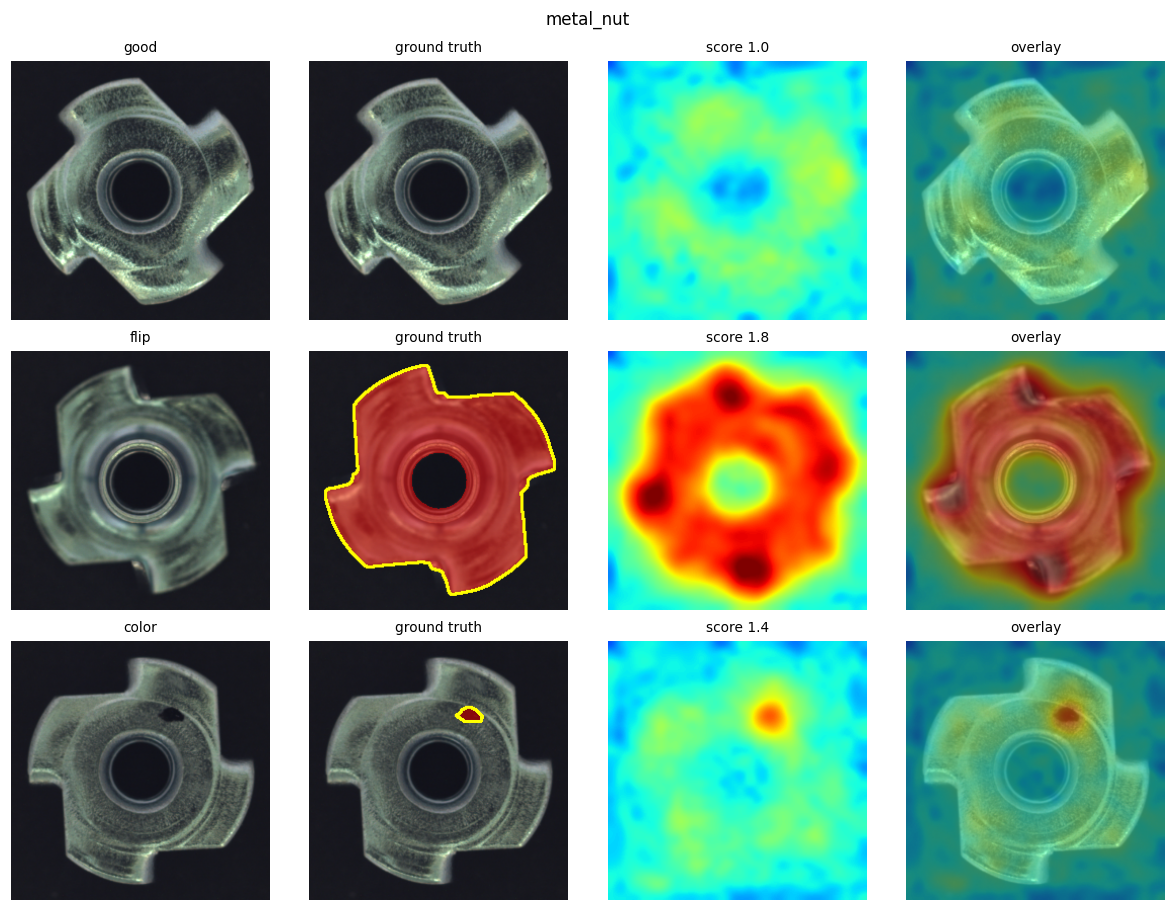 metal_nut
good ground truth score 1.0 overlay
flip ground truth score 1.8 overlay
color ground truth score 1.4 overlay